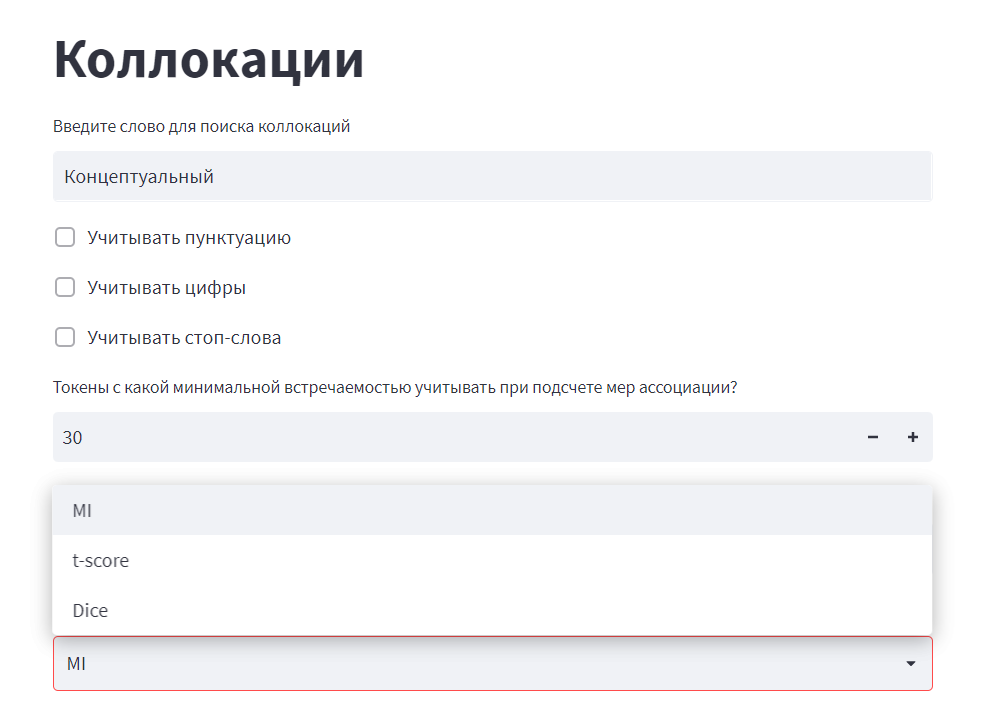 Коллокации
Введите слово для поиска коллокаций
Концептуальный
Учитывать пунктуацию
Учитывать цифры
Учитывать стоп-слова
Токены с какой минимальной встречаемостью учитывать при подсчете мер ассоциации?
30 − +
MI
t-score
Dice
MI